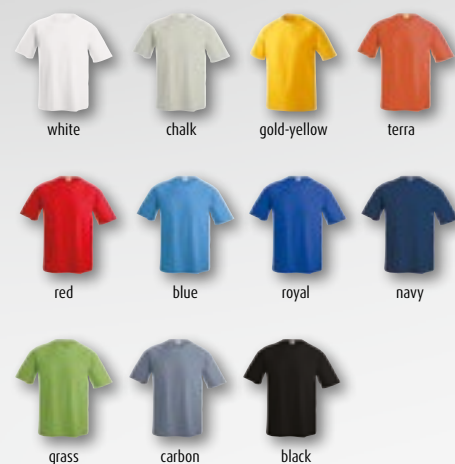 white
chalk
gold-yellow
terra
red
blue
royal
navy
grass
carbon
black